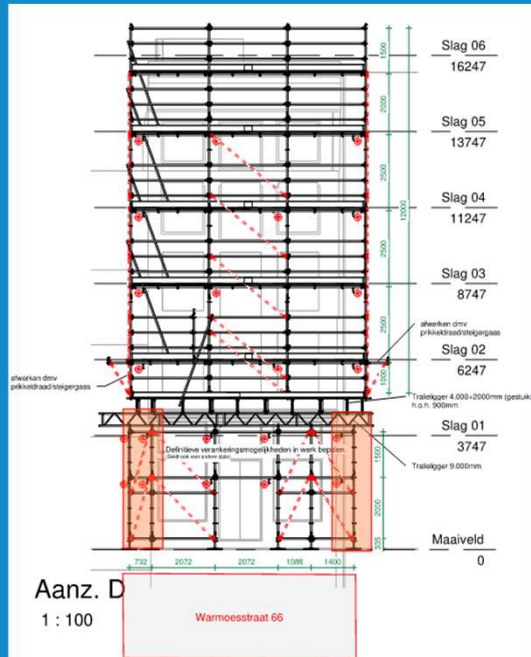 Slag 06
16247
1500
2000
Slag 05
13747
2500
Slag 04
11247
12000
2500
Slag 03
8747
2500
afwerken dmv
prikkeldraad/steigergaas
Slag 02
6247
1000
afwerken dmv
prikkeldraad/steigergaas
Tralieligger 4.000+2000mm (gestukt)
h.o.h. 900mm
Slag 01
3747
Definitieve verankeringsmogelijkheden in werk bepalen.
1500
Tralieligger 9.000mm
2000
Maaiveld
0
335
732
2072
2072
1088
1400
Aanz. D
1 : 100
Warmoesstraat 66